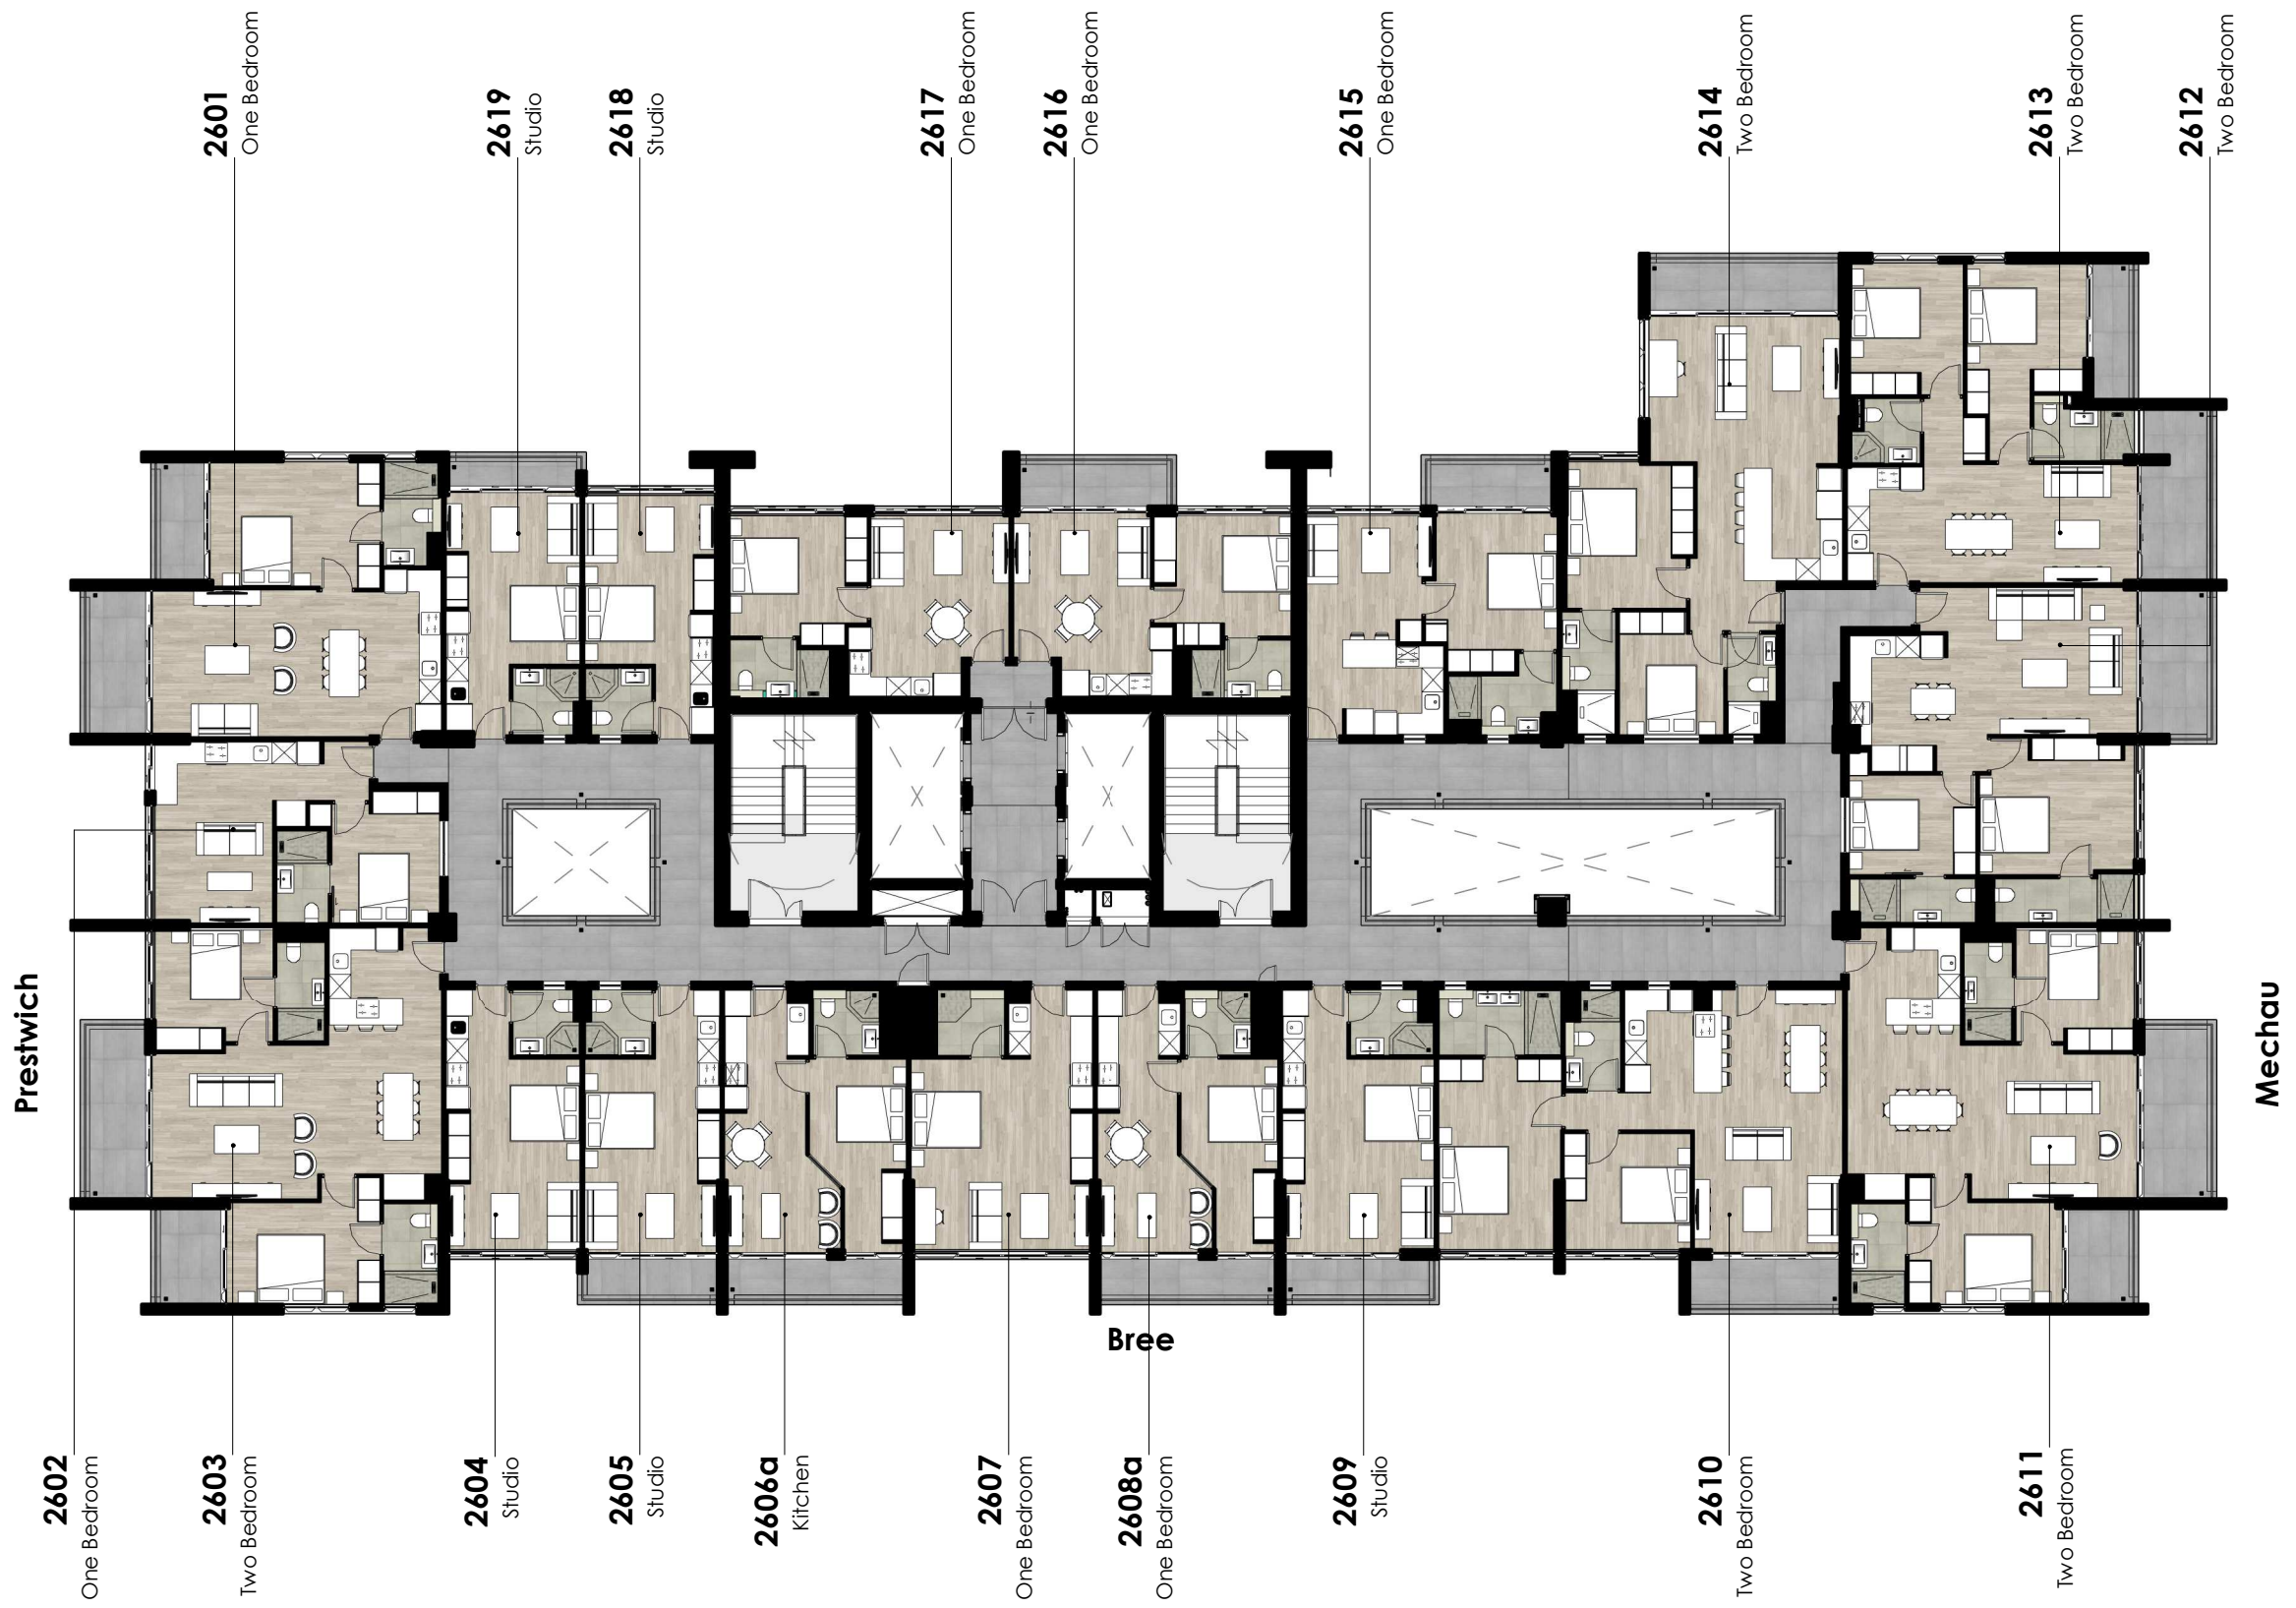 2601
One Bedroom
2619
Studio
2618
Studio
2617
One Bedroom
2616
One Bedroom
2615
One Bedroom
2614
Two Bedroom
2613
Two Bedroom
2612
Two Bedroom
Prestwich
Mechau
Bree
2602
One Bedroom
2603
Two Bedroom
2604
Studio
2605
Studio
2606a
Kitchen
2607
One Bedroom
2608a
One Bedroom
2609
Studio
2610
Two Bedroom
2611
Two Bedroom